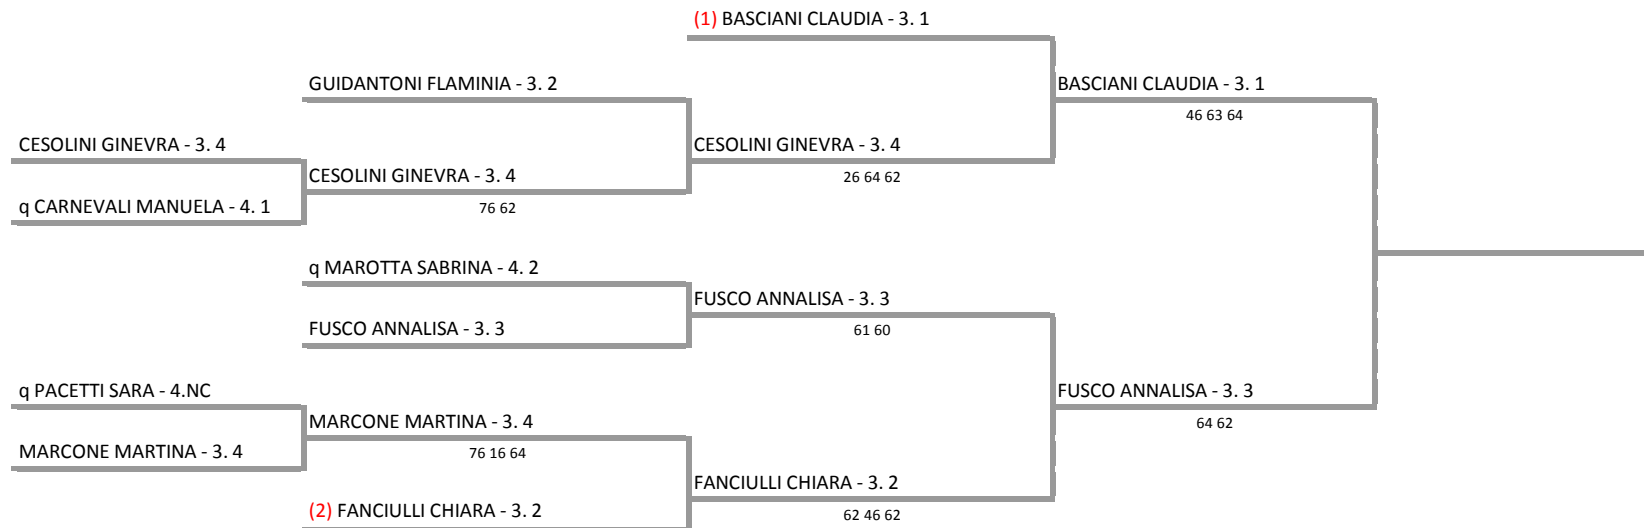 (1) BASCIANI CLAUDIA - 3. 1
GUIDANTONI FLAMINIA - 3. 2
BASCIANI CLAUDIA - 3. 1
46 63 64
CESOLINI GINEVRA - 3. 4
CESOLINI GINEVRA - 3. 4
CESOLINI GINEVRA - 3. 4
26 64 62
q CARNEVALI MANUELA - 4. 1
76 62
q MAROTTA SABRINA - 4. 2
FUSCO ANNALISA - 3. 3
FUSCO ANNALISA - 3. 3
61 60
q PACETTI SARA - 4.NC
FUSCO ANNALISA - 3. 3
MARCONE MARTINA - 3. 4
64 62
MARCONE MARTINA - 3. 4
76 16 64
FANCIULLI CHIARA - 3. 2
(2) FANCIULLI CHIARA - 3. 2
62 46 62